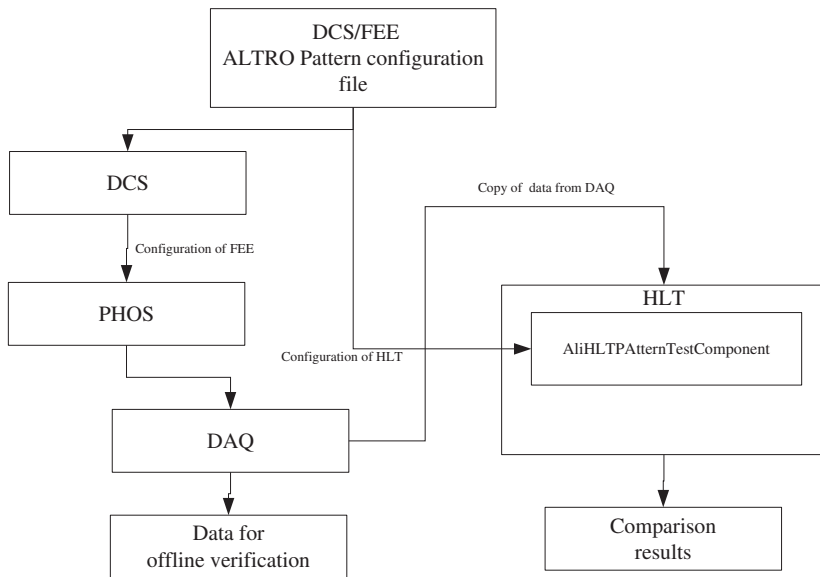 DCS/FEE
ALTRO Pattern configuration
file
DCS
Copy of data from DAQ
Configuration of FEE
HLT
PHOS
AliHLTPAtternTestComponent
Configuration of HLT
DAQ
Data for
offline verification
Comparison
results